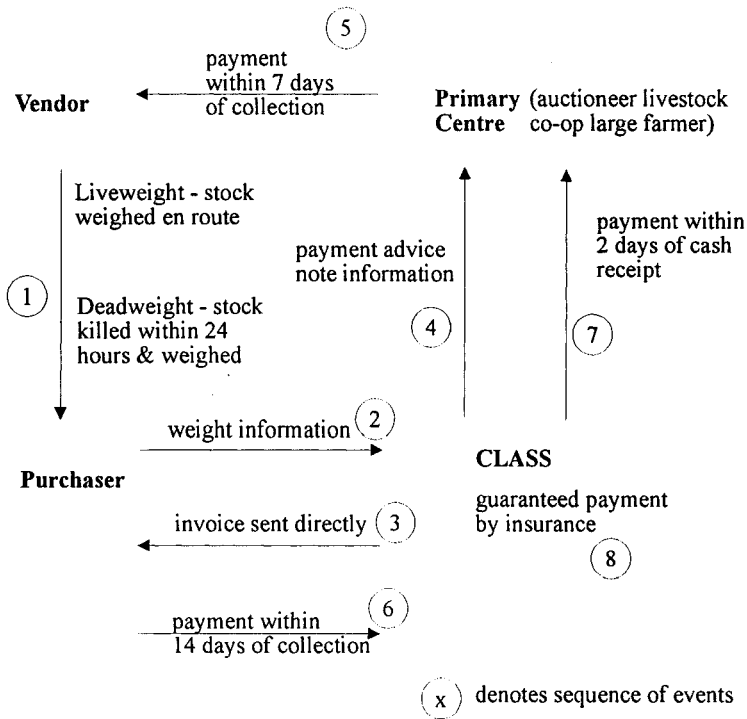 5
payment
within 7 days
of collection
Vendor
Primary (auctioneer livestock
Centre co-op large farmer)
Liveweight - stock
weighed en route
payment within
2 days of cash
receipt
payment advice
note information
1
Deadweight - stock
killed within 24
hours & weighed
4
7
weight information 2
CLASS
Purchaser
guaranteed payment
by insurance
invoice sent directly 3
8
6
payment within
14 days of collection
x denotes sequence of events